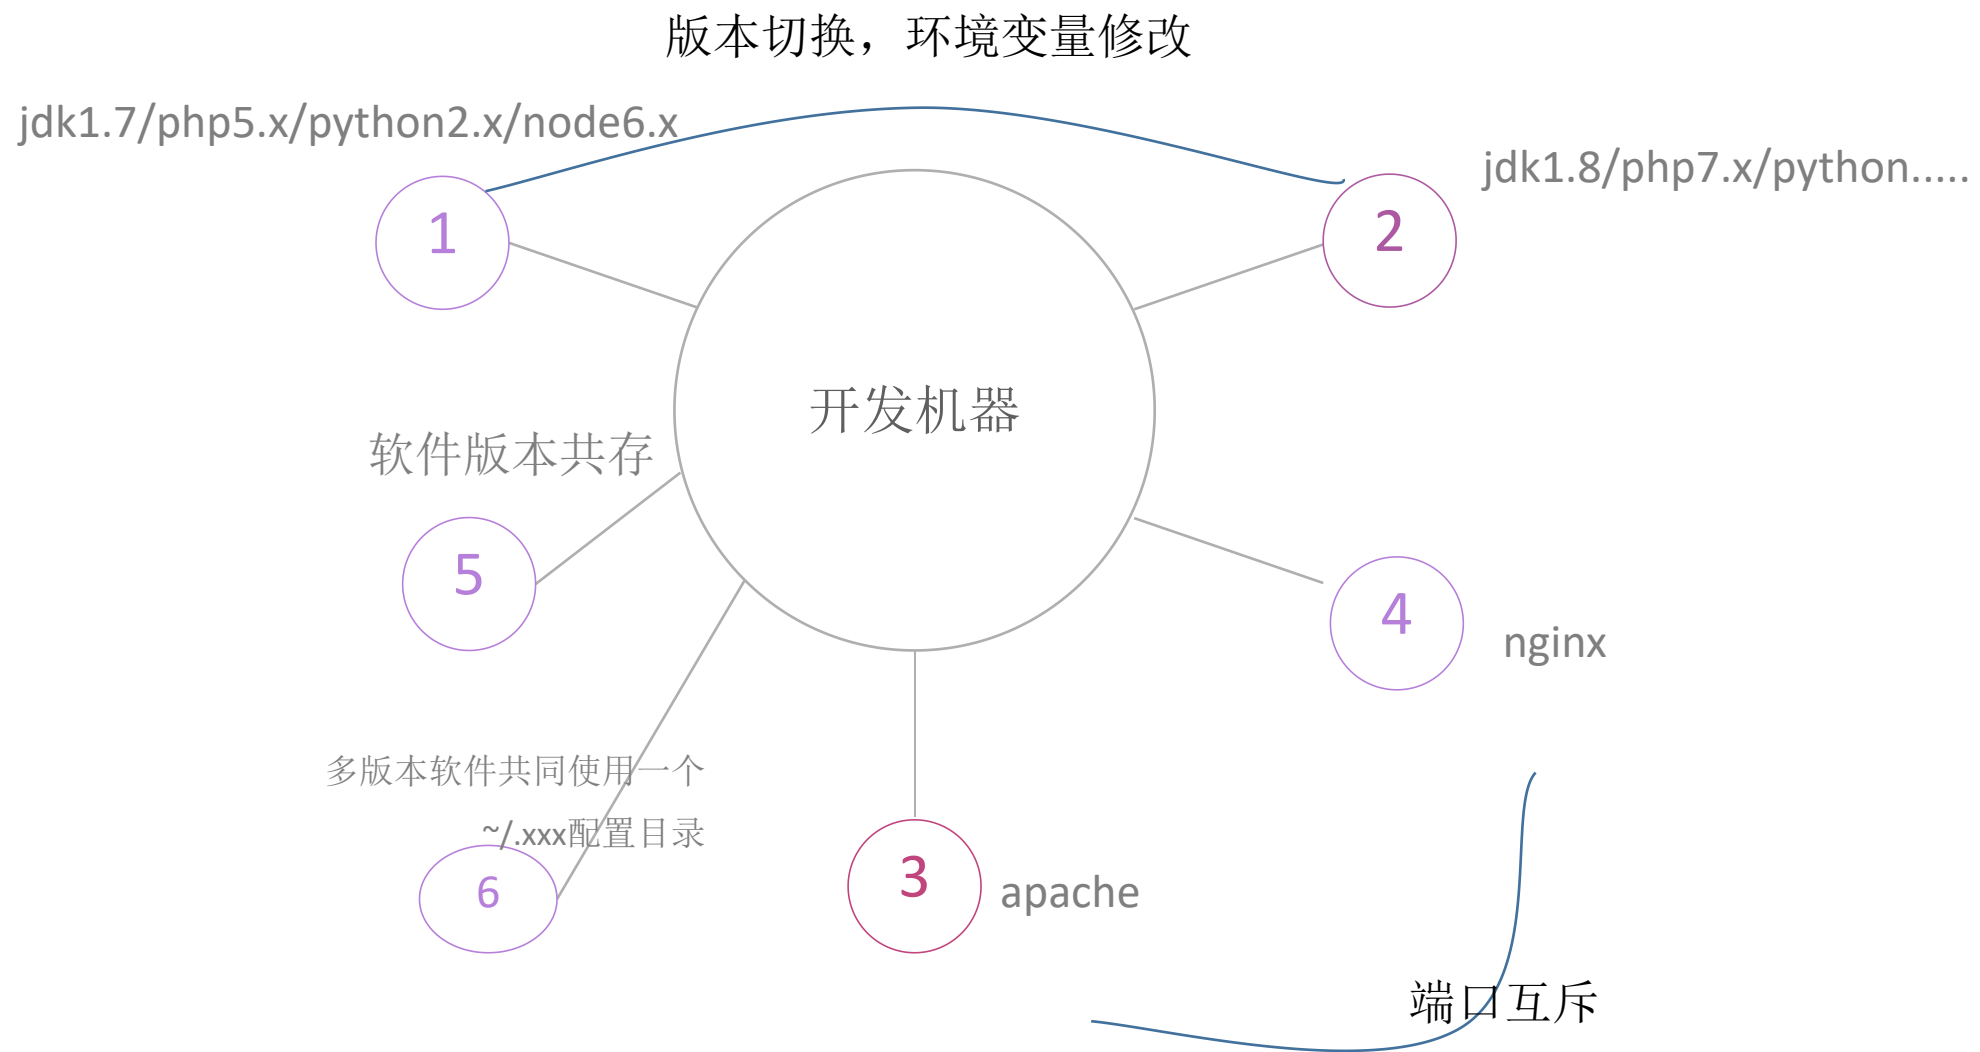 版本切换，环境变量修改
jdk1.7/php5.x/python2.x/node6.x
jdk1.8/php7.x/python.....
1
2
开发机器
软件版本共存
5
4
nginx
多版本软件共同使用一个
~/.xxx配置目录
6
3
apache
端口互斥